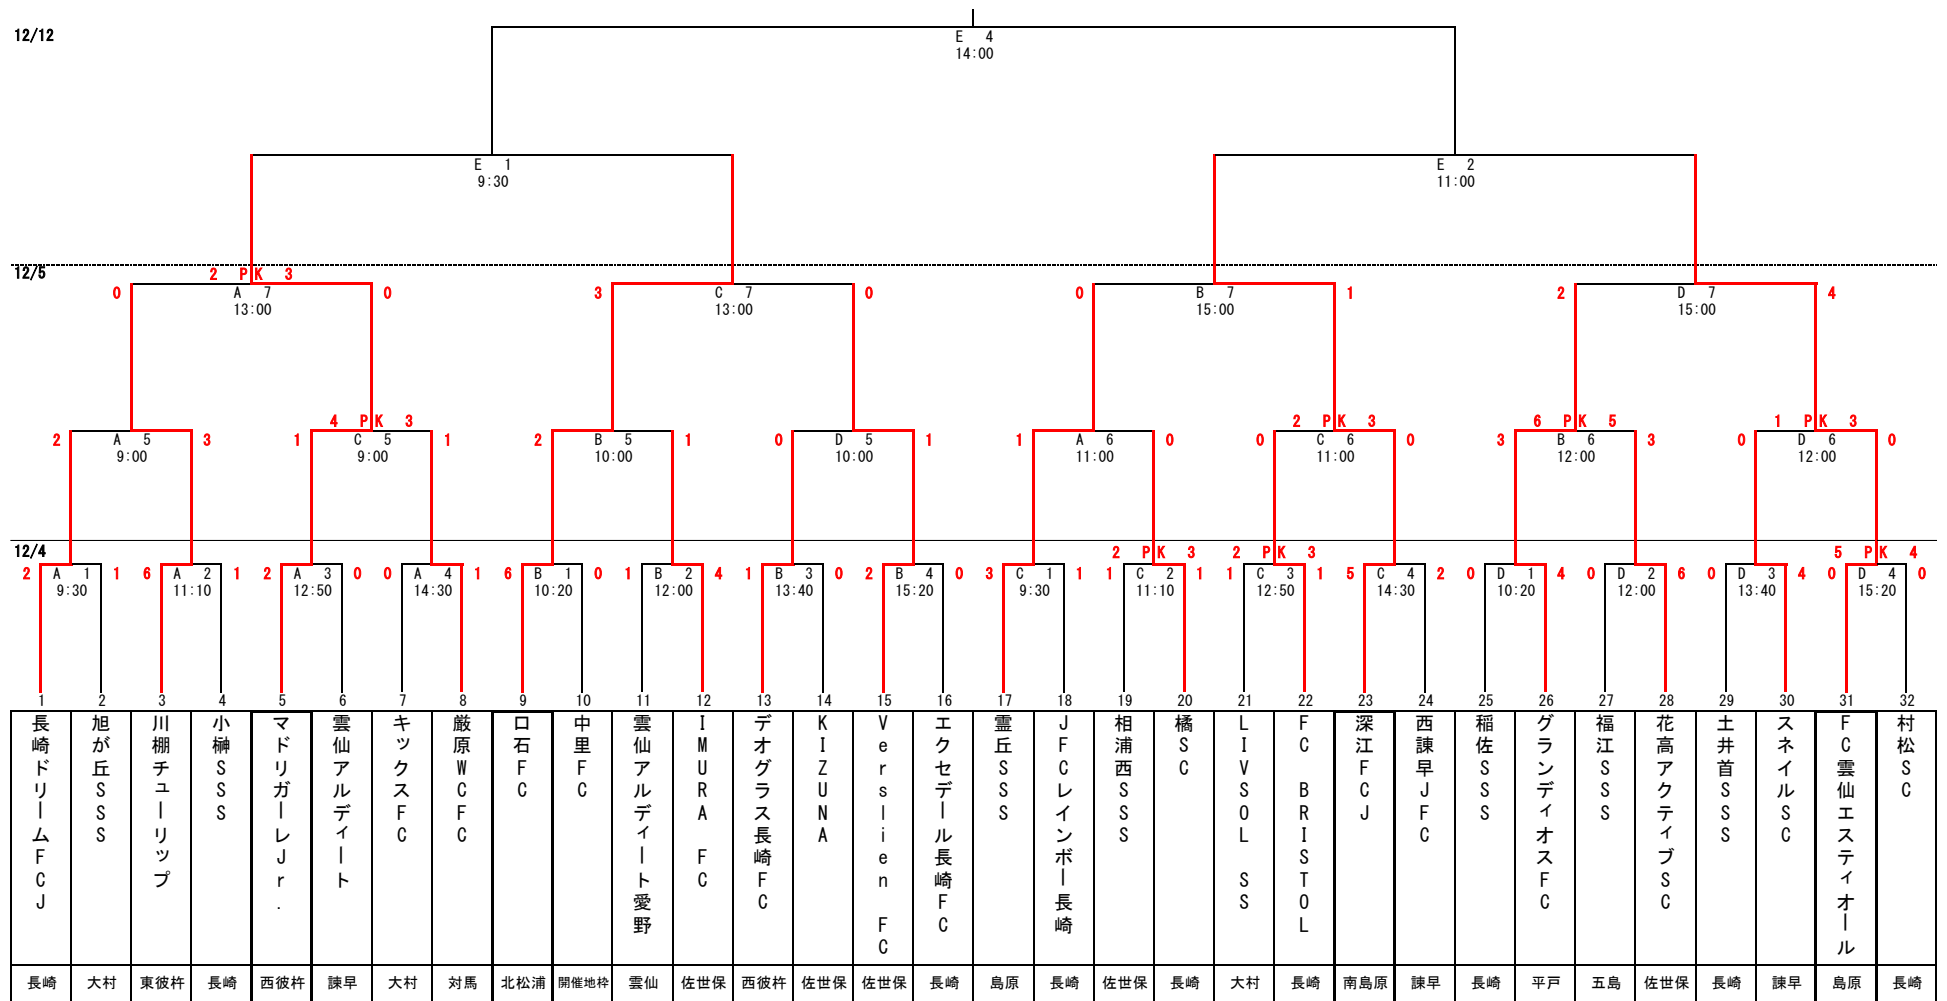 12/12
E 4
14:00
E 1
9:30
E 2
11:00
12/5
2 PK 3
0 A 7 0
13:00
3 C 7 0
13:00
0 B 7 1
15:00
2 D 7 4
15:00
2 A 5 3
9:00
4 PK 3
1 C 5 1
9:00
2 B 5 1
10:00
0 D 5 1
10:00
1 A 6 0
11:00
2 PK 3
0 C 6 0
11:00
6 PK 5
3 B 6 3
12:00
1 PK 3
0 D 6 0
12:00
12/4
2 A 1 1
9:30
6 A 2 1
11:10
2 A 3 0
12:50
0 A 4 1
14:30
6 B 1 0
10:20
1 B 2 4
12:00
1 B 3 0
13:40
2 B 4 0
15:20
3 C 1 1
9:30
2 PK 3
1 C 2 1
11:10
2 PK 3
1 C 3 1
12:50
5 C 4 2
14:30
0 D 1 4
10:20
0 D 2 6
12:00
0 D 3 4
13:40
5 PK 4
0 D 4 0
15:20
1 2 3 4 5 6 7 8 9 10 11 12 13 14 15 16 17 18 19 20 21 22 23 24 25 26 27 28 29 30 31 32
長崎ドリームFCJ
旭が丘SSS
川棚チューリップ
小榊SSS
マドリガーレJr.
雲仙アルディート
キックスFC
厳原WCFC
口石FC
中里FC
雲仙アルディート愛野
IMURA FC
デオグラス長崎FC
KIZUNA
Verslien FC
エクセデール長崎FC
霊丘SSS
JFCレインボー長崎
相浦西SSS
橘SC
LIVSOL SS
FC BRISTOL
深江FCJ
西諫早JFC
稲佐SSS
グランディオスFC
福江SSS
花高アクティブSC
土井首SSS
スネイルSC
FC雲仙エスティオール
村松SC
長崎 大村 東彼杵 長崎 西彼杵 諫早 大村 対馬 北松浦 開催地枠 雲仙 佐世保 西彼杵 佐世保 佐世保 長崎 島原 長崎 佐世保 長崎 大村 長崎 南島原 諫早 長崎 平戸 五島 佐世保 長崎 諫早 島原 長崎